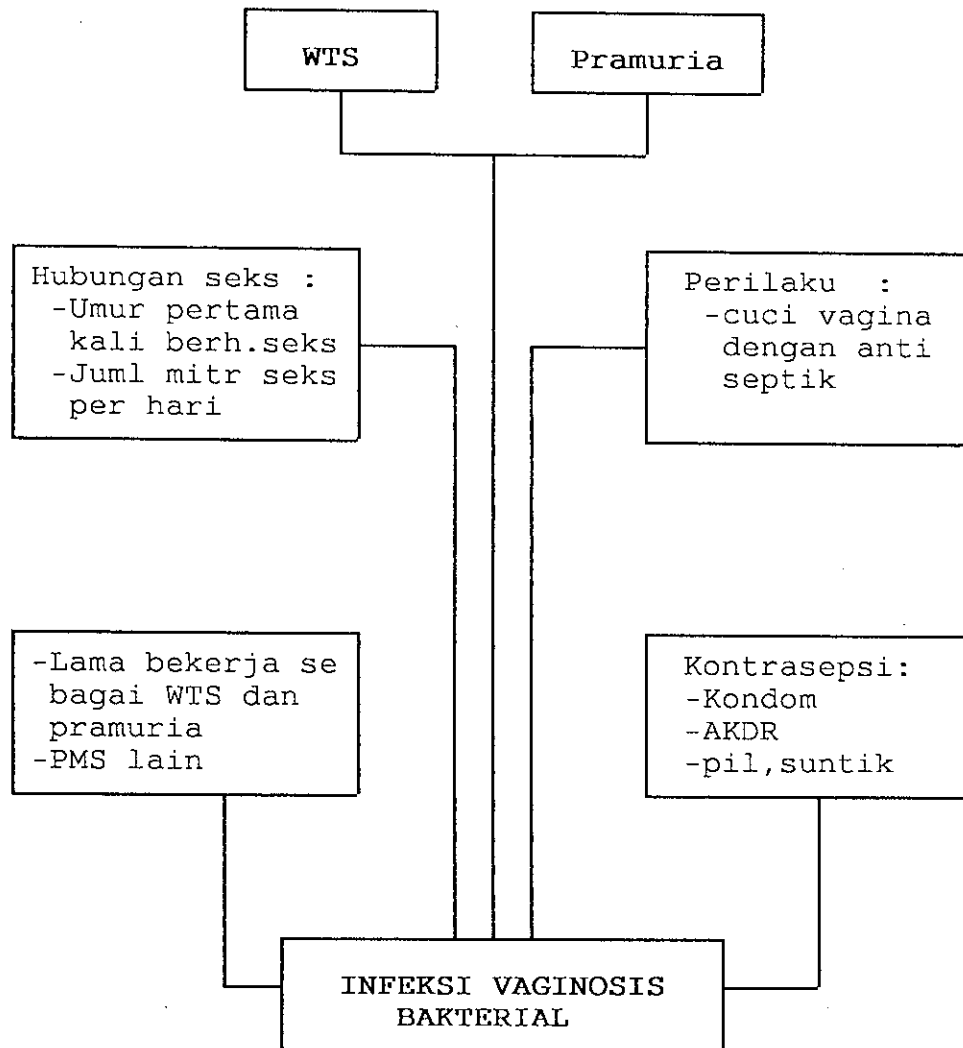 WTS
Pramuria
Hubungan seks :
-Umur pertama
kali berh.seks
-Juml mitr seks
per hari
Perilaku :
-cuci vagina
dengan anti
septik
-Lama bekerja se
bagai WTS dan
pramuria
-PMS lain
Kontrasepsi:
-Kondom
-AKDR
-pil,suntik
INFEKSI VAGINOSIS
BAKTERIAL